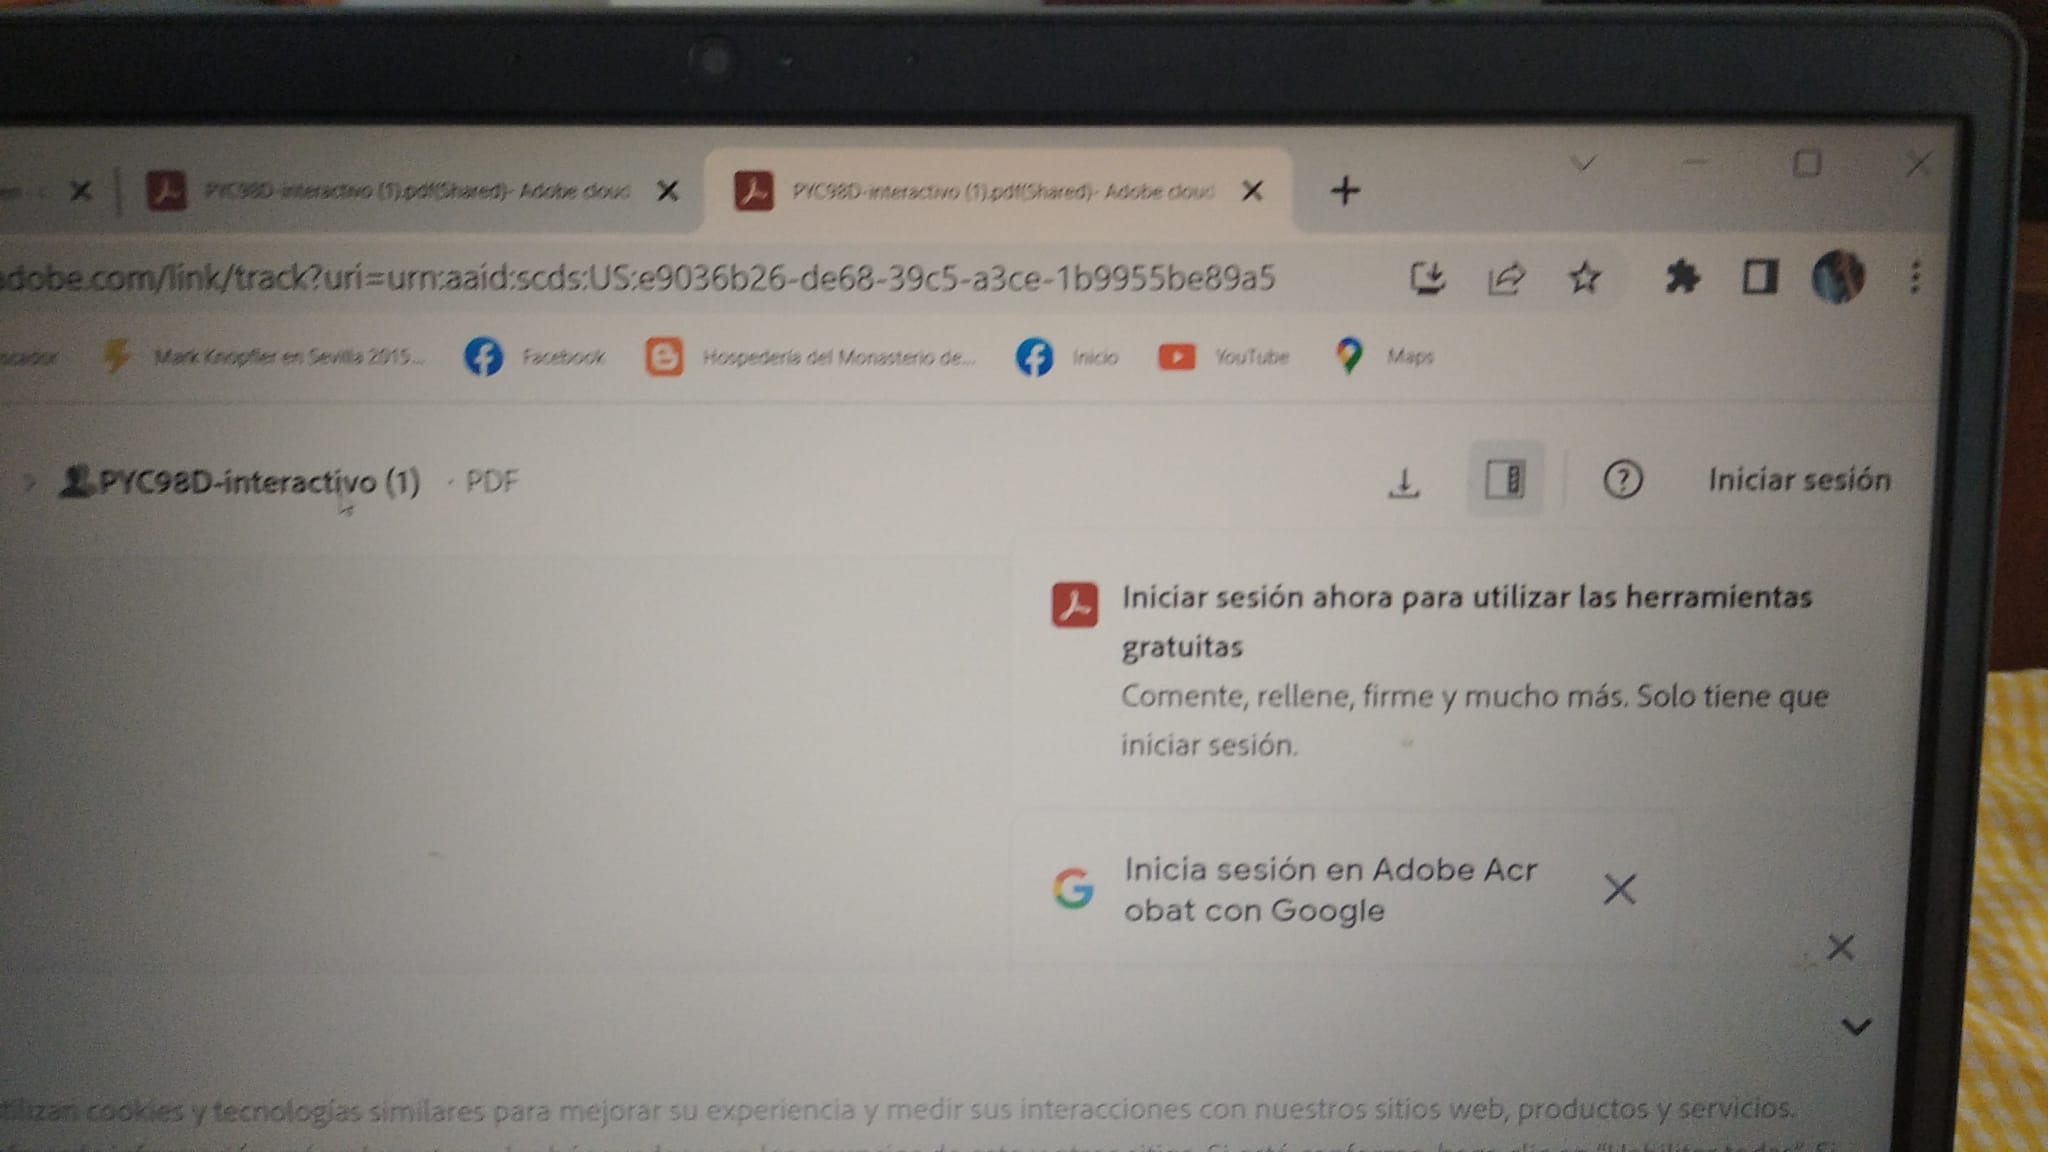 PYC98D-interactivo (1).pdf(Shared)- Adobe cloud
PYC98D-interactivo (1).pdf(Shared)- Adobe cloud
adobe.com/link/track?uri=urn:aaid:scds:US:e9036b26-de68-39c5-a3ce-1b9955be89a5
Mark Knopfler en Sevilla 2015... Facebook Hospedería del Monasterio de... Inicio YouTube Maps
PYC98D-interactivo (1) · PDF
Iniciar sesión
Iniciar sesión ahora para utilizar las herramientas
gratuitas
Comente, rellene, firme y mucho más. Solo tiene que
iniciar sesión.
Inicia sesión en Adobe Acr
obat con Google
utilizan cookies y tecnologías similares para mejorar su experiencia y medir sus interacciones con nuestros sitios web, productos y servicios.